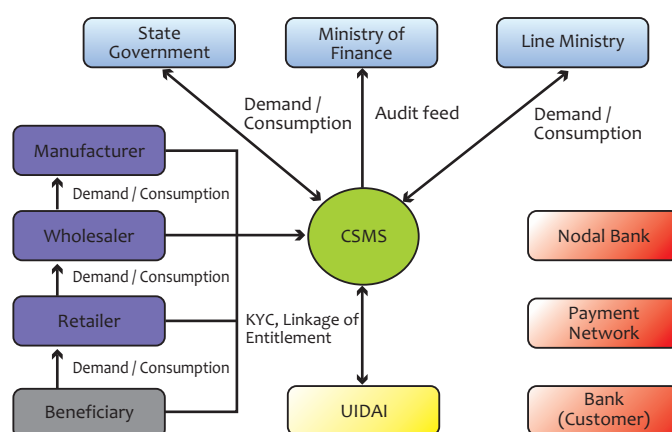 State
Government
Ministry of
Finance
Line Ministry
Demand /
Consumption
Audit feed
Demand /
Consumption
Manufacturer
Demand / Consumption
Wholesaler
CSMS
Nodal Bank
Demand / Consumption
Retailer
KYC, Linkage of
Entitlement
Payment
Network
Demand / Consumption
Beneficiary
UIDAI
Bank
(Customer)